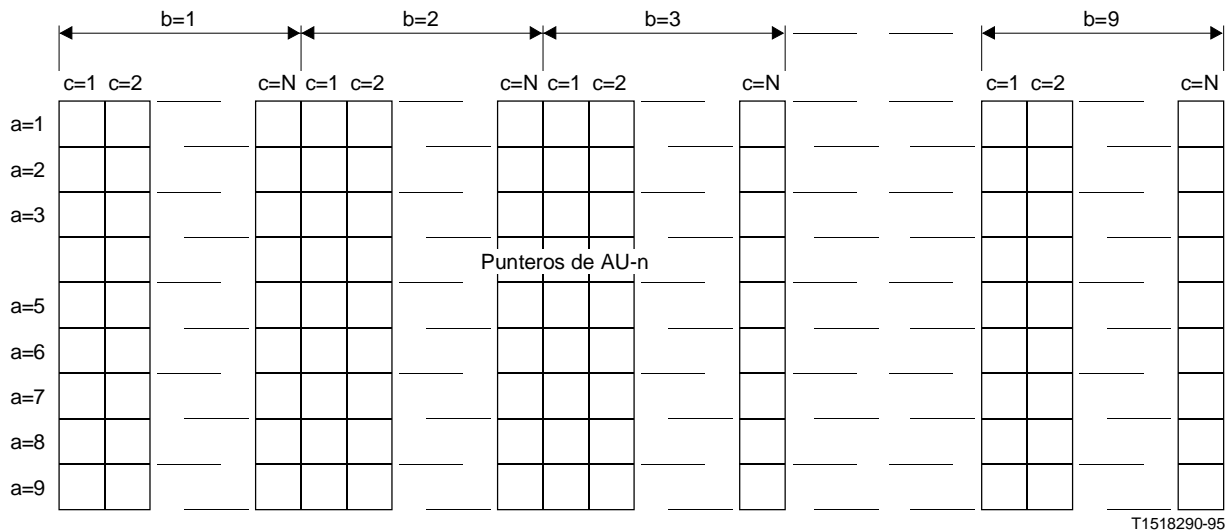 b=1 b=2 b=3 b=9
c=1 c=2 c=N c=1 c=2 c=N c=1 c=2 c=N c=1 c=2 c=N
a=1
a=2
a=3
Punteros de AU-n
a=5
a=6
a=7
a=8
a=9
T1518290-95